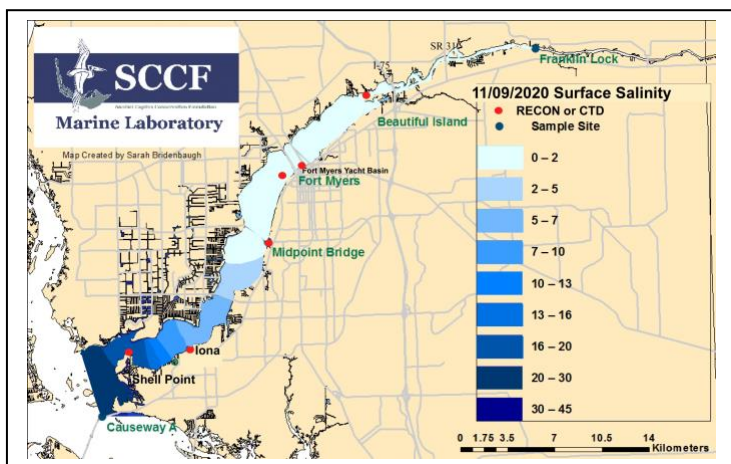 SCCF
Marine Laboratory
Map Created by Sarah Bridenbaugh
I-75
SR 31
Franklin Lock
Beautiful Island
Fort Myers Yacht Basin
Fort Myers
Midpoint Bridge
Iona
Shell Point
Causeway A
11/09/2020 Surface Salinity
RECON or CTD
Sample Site
0 – 2
2 – 5
5 – 7
7 – 10
10 – 13
13 – 16
16 – 20
20 – 30
30 – 45
0 1.75 3.5 7 10.5 14
Kilometers